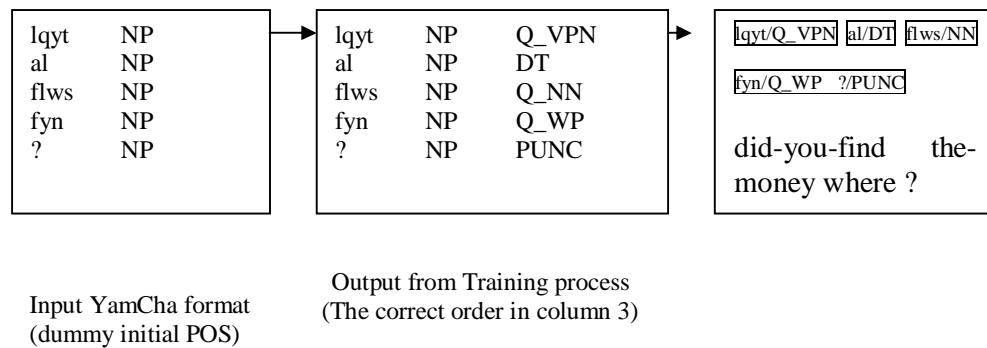 lqyt NP
al NP
flws NP
fyn NP
? NP
lqyt NP Q_VPN
al NP DT
flws NP Q_NN
fyn NP Q_WP
? NP PUNC
lqyt/Q_VPN al/DT flws/NN
fyn/Q_WP ?/PUNC
did-you-find the-
money where ?
Input YamCha format
(dummy initial POS)
Output from Training process
(The correct order in column 3)